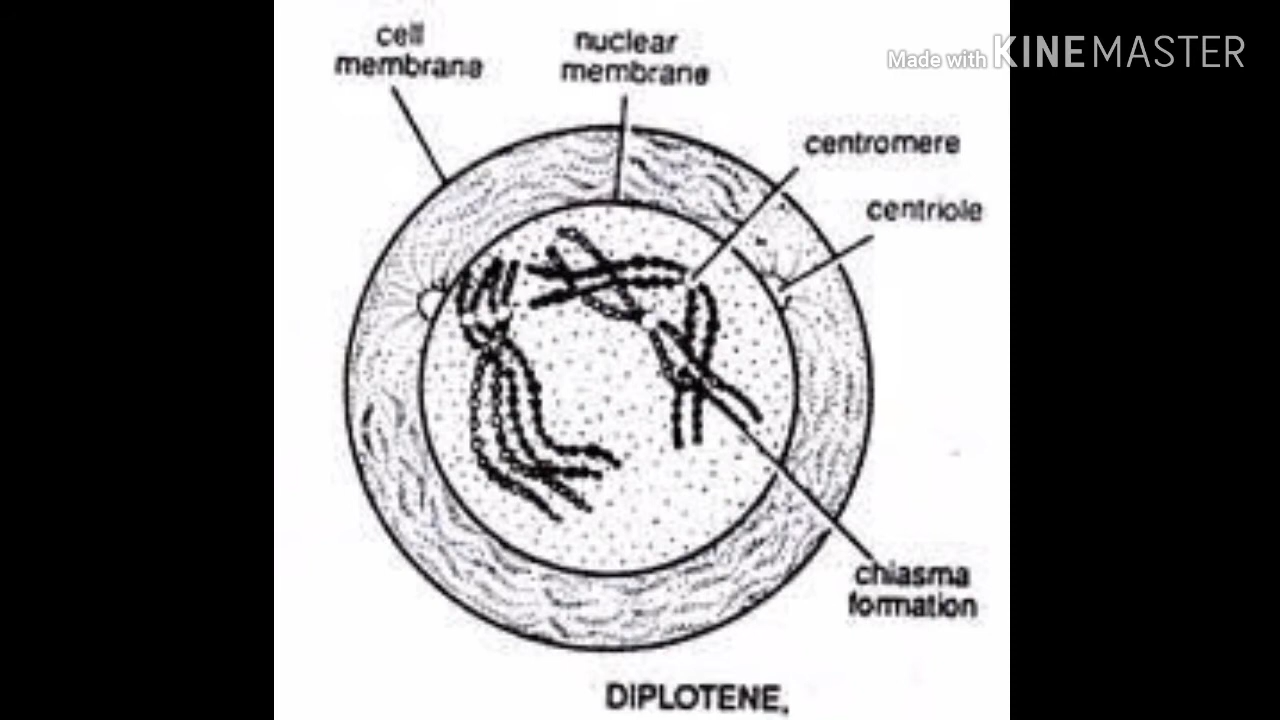 cell
membrane
nuclear
membrane
Made with KINEMASTER
centromere
centriole
chiasma
formation
DIPLOTENE,